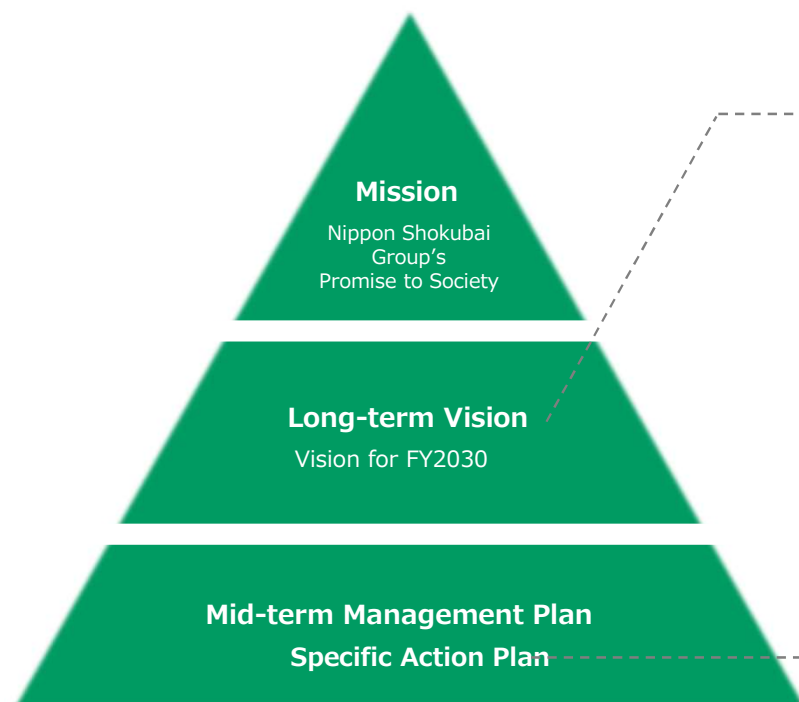 Mission
Nippon Shokubai
Group’s
Promise to Society
Long-term Vision
Vision for FY2030
Mid-term Management Plan
Specific Action Plan